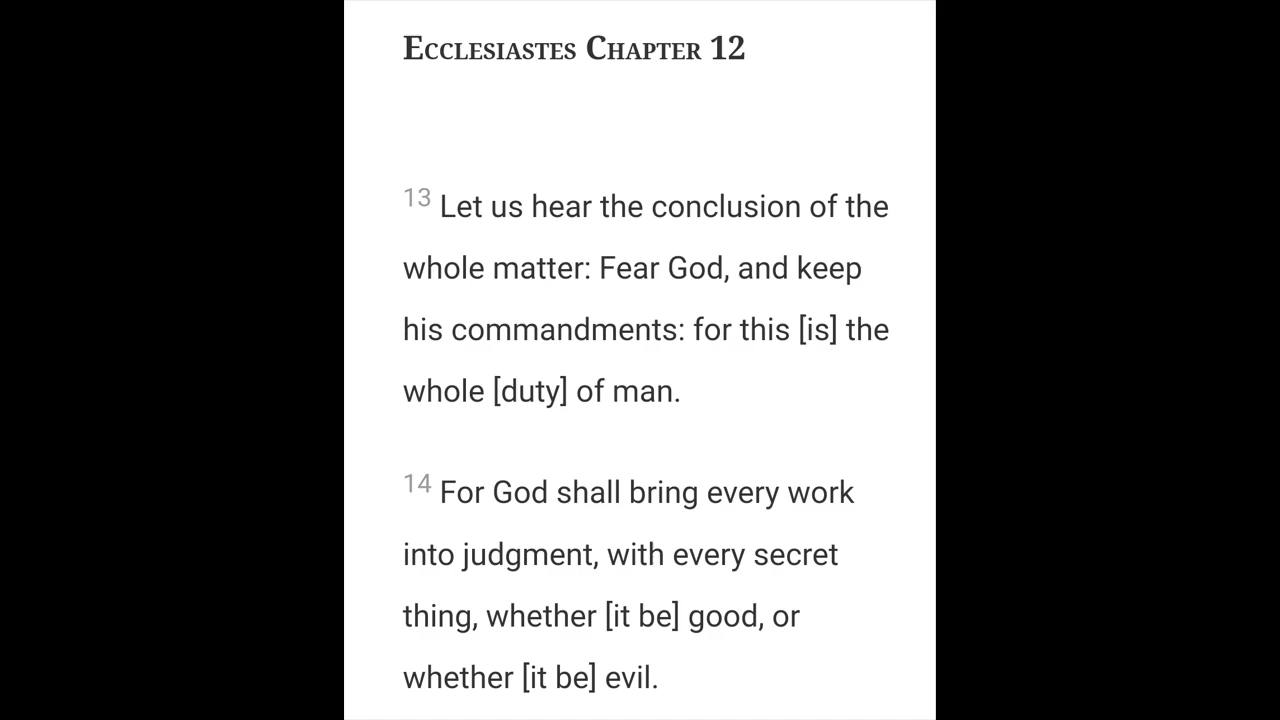 Ecclesiastes Chapter 12
13 Let us hear the conclusion of the
whole matter: Fear God, and keep
his commandments: for this [is] the
whole [duty] of man.
14 For God shall bring every work
into judgment, with every secret
thing, whether [it be] good, or
whether [it be] evil.